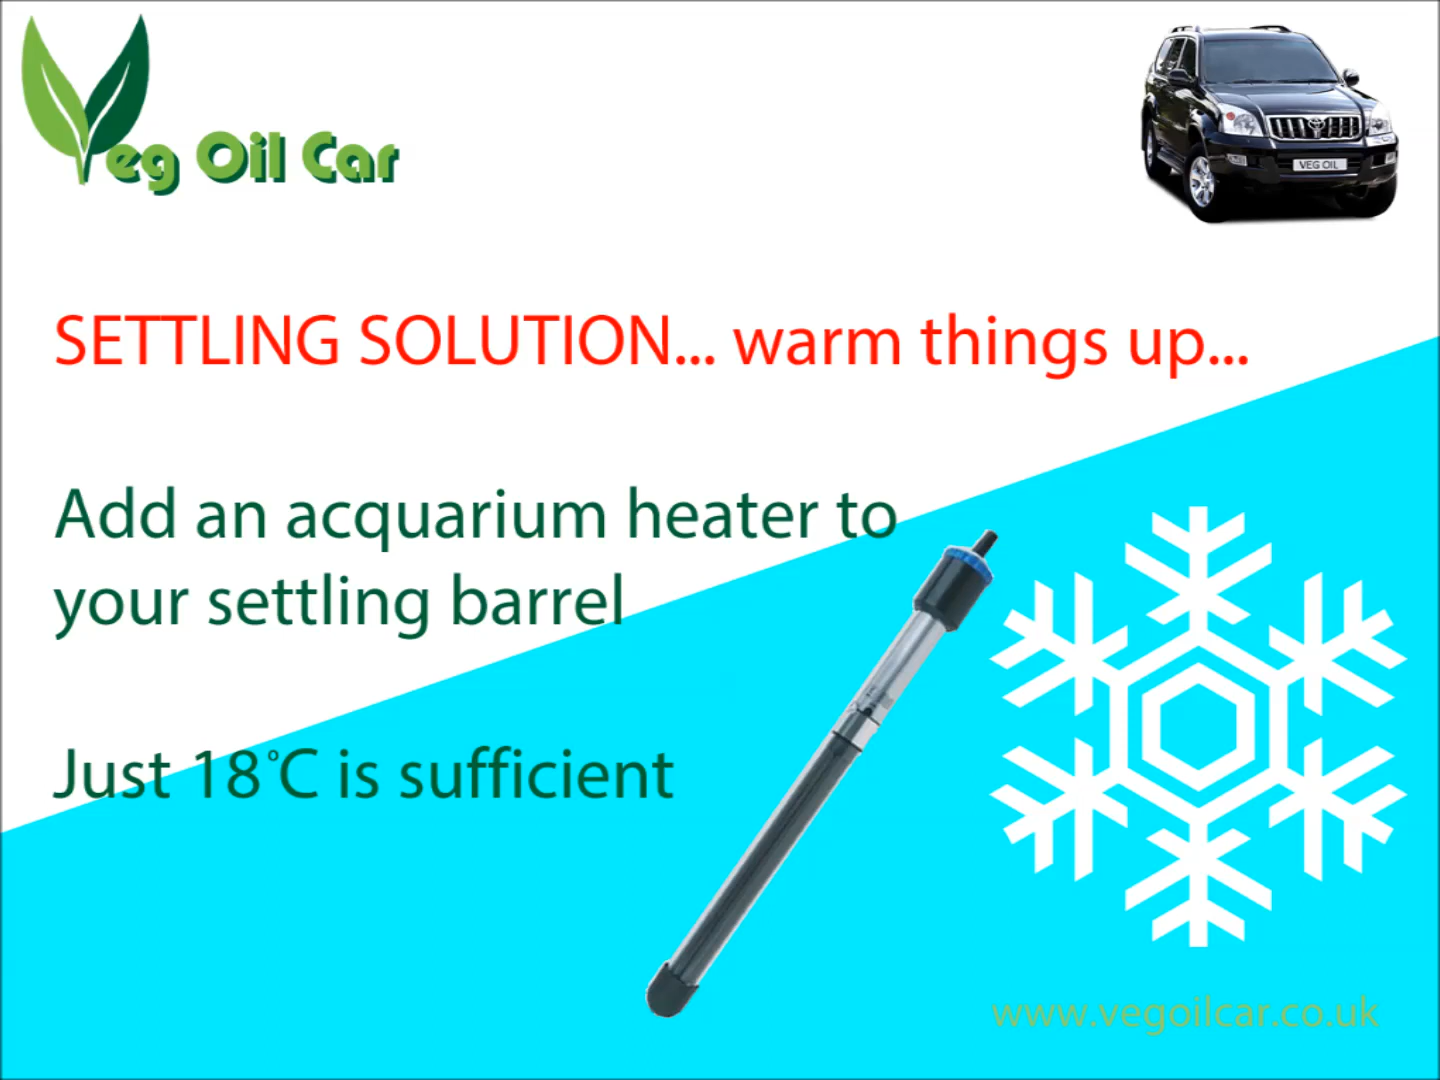 Veg Oil Car
VEG OIL
SETTLING SOLUTION... warm things up...
Add an acquarium heater to
your settling barrel
Just 18°C is sufficient
www.vegoilcar.co.uk